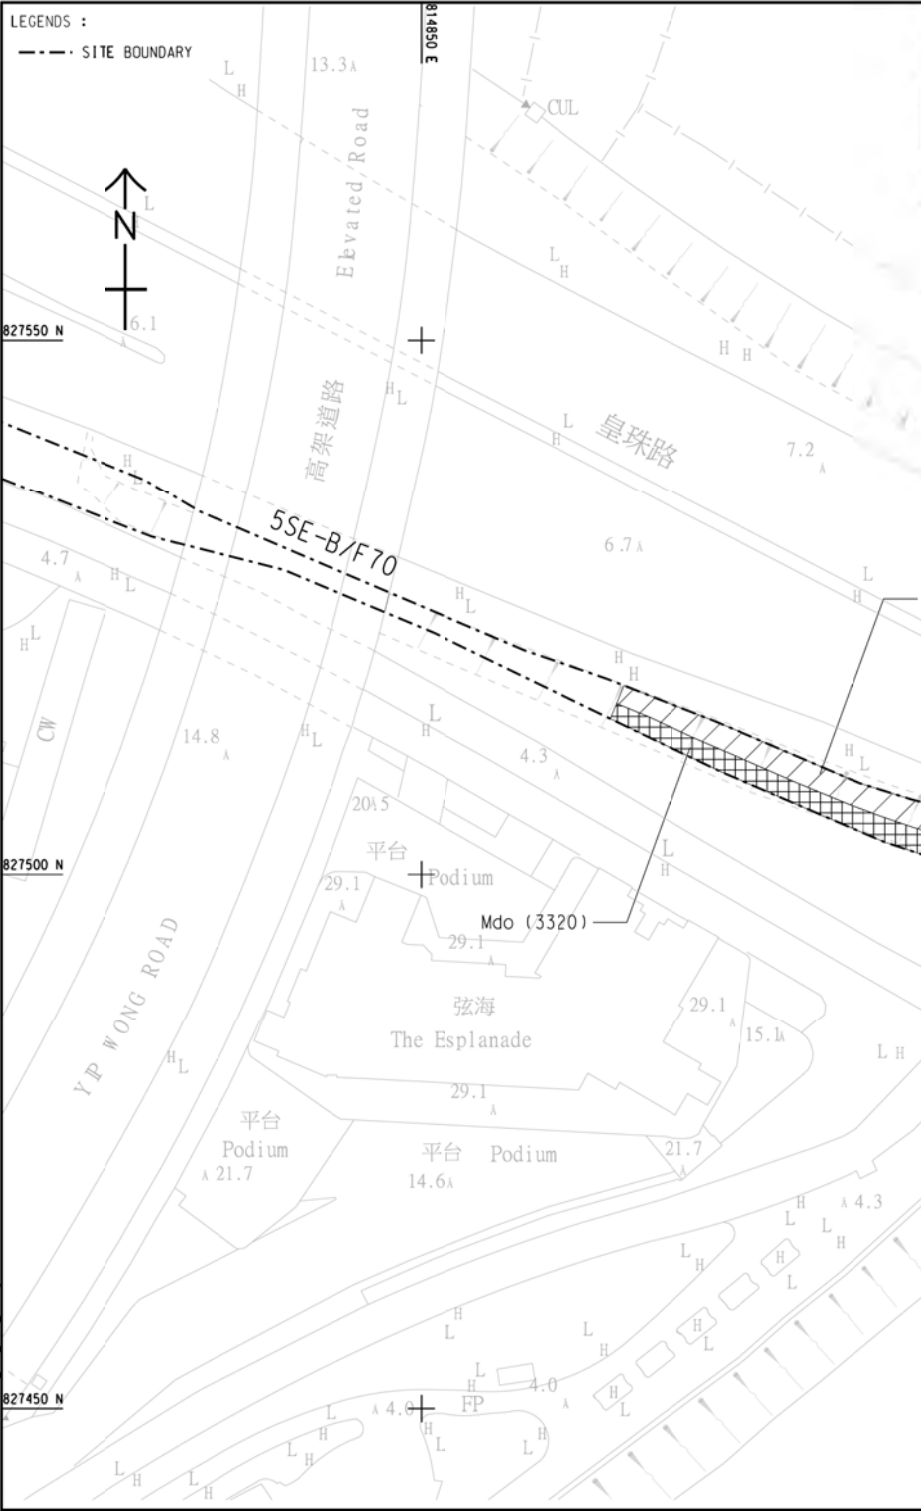 LEGENDS :
SITE BOUNDARY
814850 E
13.3
L
H
Elevated Road
CUL
N
L
L
H
827550 N
6.1
H H
H L
高架道路
L
H
皇珠路
7.2
H L
5SE-B/F70
6.7
4.7
H L
H L
L
H
H L
H
H
CW
14.8
H L
L
H
4.3
H L
20.5
平台
827500 N
Podium
29.1
L
H
Mdo (3320)
29.1
YIP WONG ROAD
弦海
29.1
The Esplanade
15.1
H L
L H
29.1
平台
Podium
21.7
平台 Podium
21.7
14.6
H
L
4.3
L
H
L
H
H
L
H
L
L
H
H
L
L
H
4.0
H
L
827450 N
4.0
FP
L
H
H
L
H
L
L
H
L
H
L
H